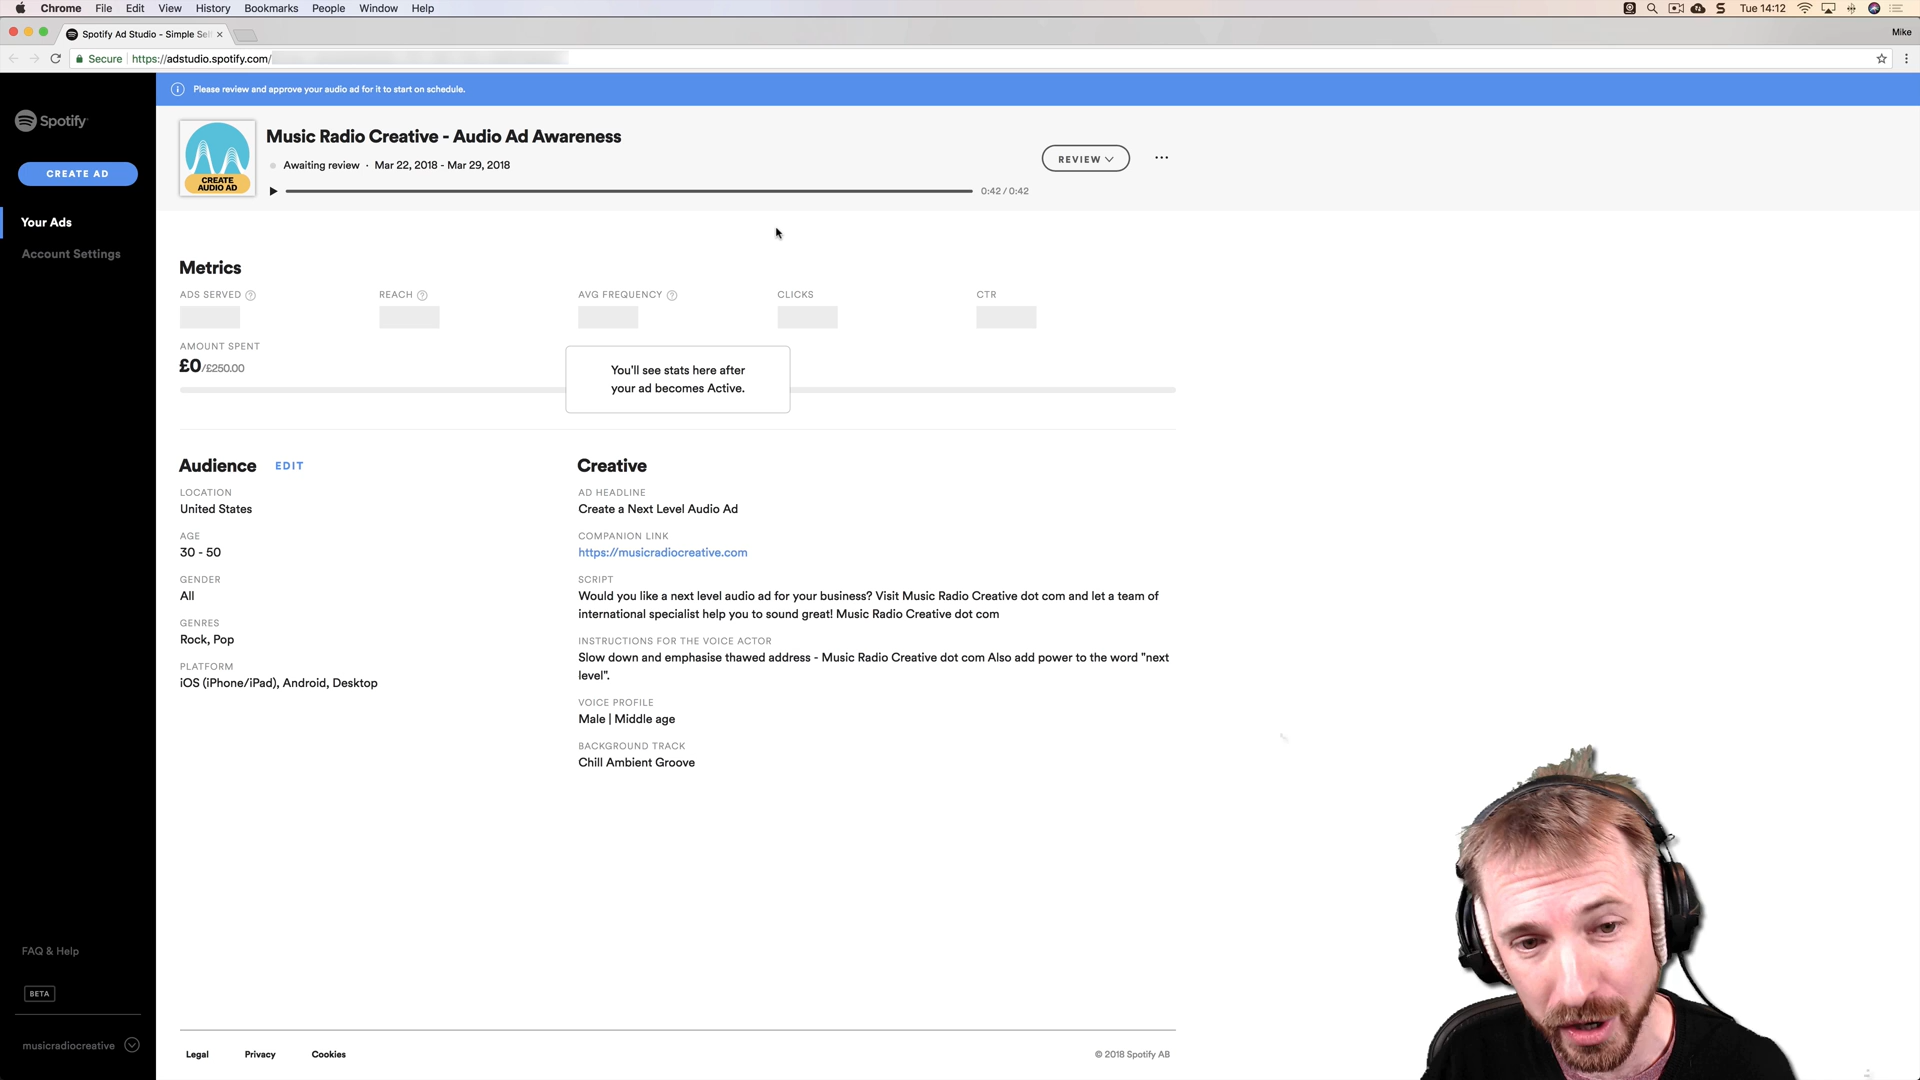 Chrome File Edit View History Bookmarks People Window Help
Tue 14:12
Spotify Ad Studio - Simple Sel
Mike
Secure https://adstudio.spotify.com/
Please review and approve your audio ad for it to start on schedule.
Spotify
CREATE AD
Your Ads
Account Settings
CREATE
AUDIO AD
Music Radio Creative - Audio Ad Awareness
Awaiting review · Mar 22, 2018 - Mar 29, 2018
0:42 / 0:42
REVIEW
Metrics
ADS SERVED REACH AVG FREQUENCY CLICKS CTR
AMOUNT SPENT
£0/£250.00
You'll see stats here after
your ad becomes Active.
Audience EDIT
LOCATION
United States
AGE
30 - 50
GENDER
All
GENRES
Rock, Pop
PLATFORM
iOS (iPhone/iPad), Android, Desktop
Creative
AD HEADLINE
Create a Next Level Audio Ad
COMPANION LINK
https://musicradiocreative.com
SCRIPT
Would you like a next level audio ad for your business? Visit Music Radio Creative dot com and let a team of
international specialist help you to sound great! Music Radio Creative dot com
INSTRUCTIONS FOR THE VOICE ACTOR
Slow down and emphasise thawed address - Music Radio Creative dot com Also add power to the word "next
level".
VOICE PROFILE
Male | Middle age
BACKGROUND TRACK
Chill Ambient Groove
FAQ & Help
BETA
musicradiocreative
Legal Privacy Cookies
© 2018 Spotify AB